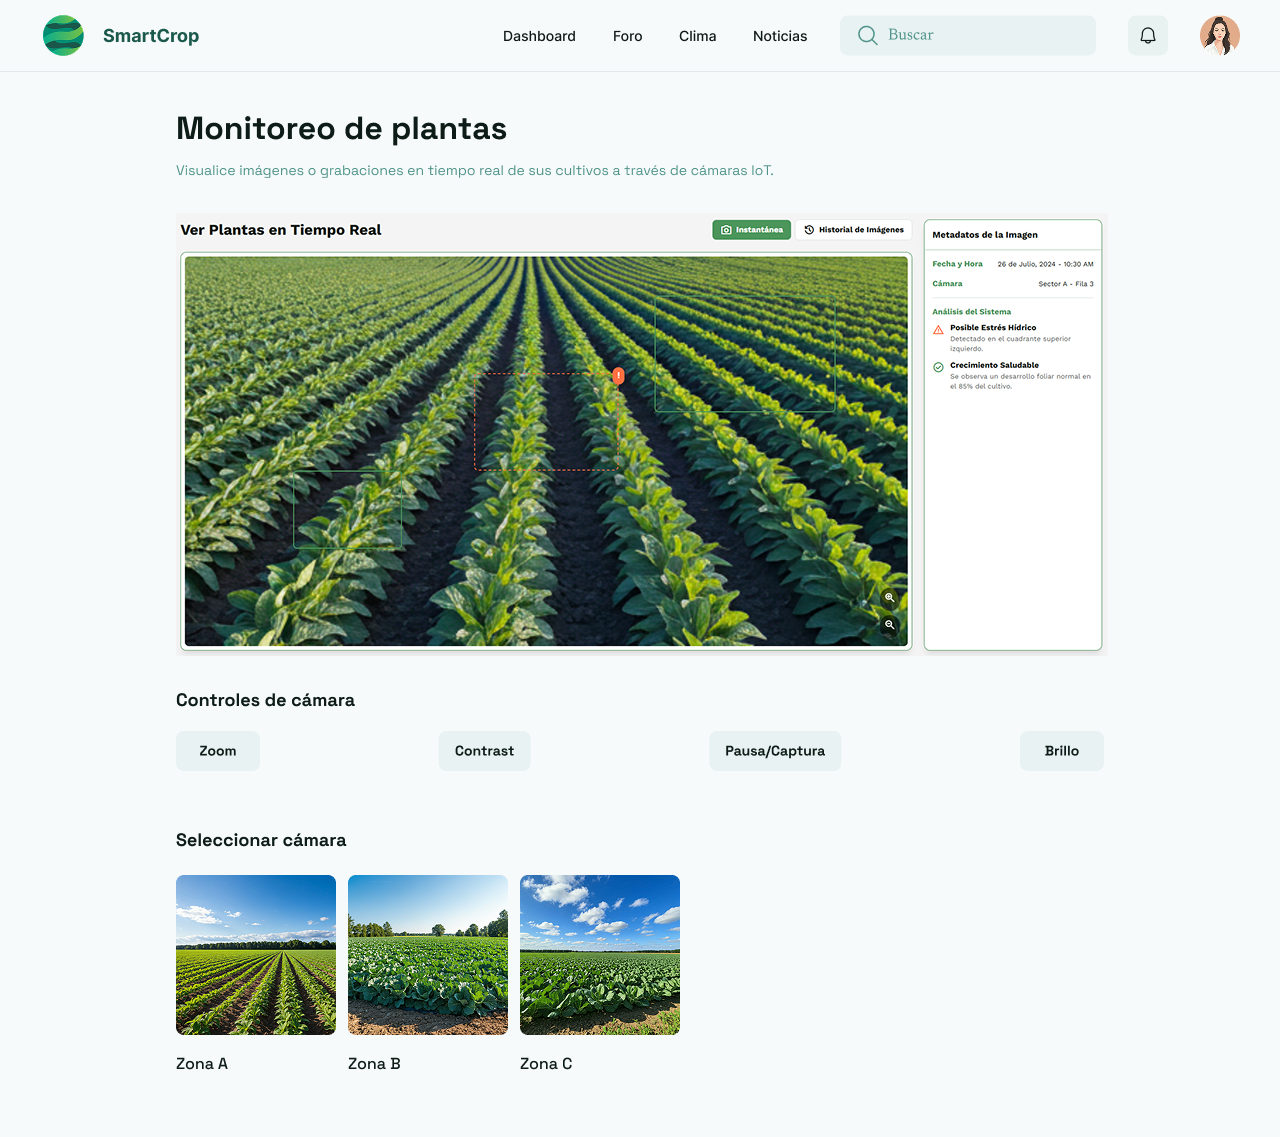 SmartCrop
Dashboard
Foro
Clima
Noticias
Buscar
Monitoreo de plantas
Visualice imágenes o grabaciones en tiempo real de sus cultivos a través de cámaras IoT.
Ver Plantas en Tiempo Real
Instantánea
Historial de Imágenes
!
Metadatos de la Imagen
Fecha y Hora 26 de Julio, 2024 - 10:30 AM
Cámara Sector A - Fila 3
Análisis del Sistema
Posible Estrés Hídrico
Detectado en el cuadrante superior
izquierdo.
Crecimiento Saludable
Se observa un desarrollo foliar normal en
el 85% del cultivo.
Controles de cámara
Zoom
Contrast
Pausa/Captura
Brillo
Seleccionar cámara
Zona A
Zona B
Zona C